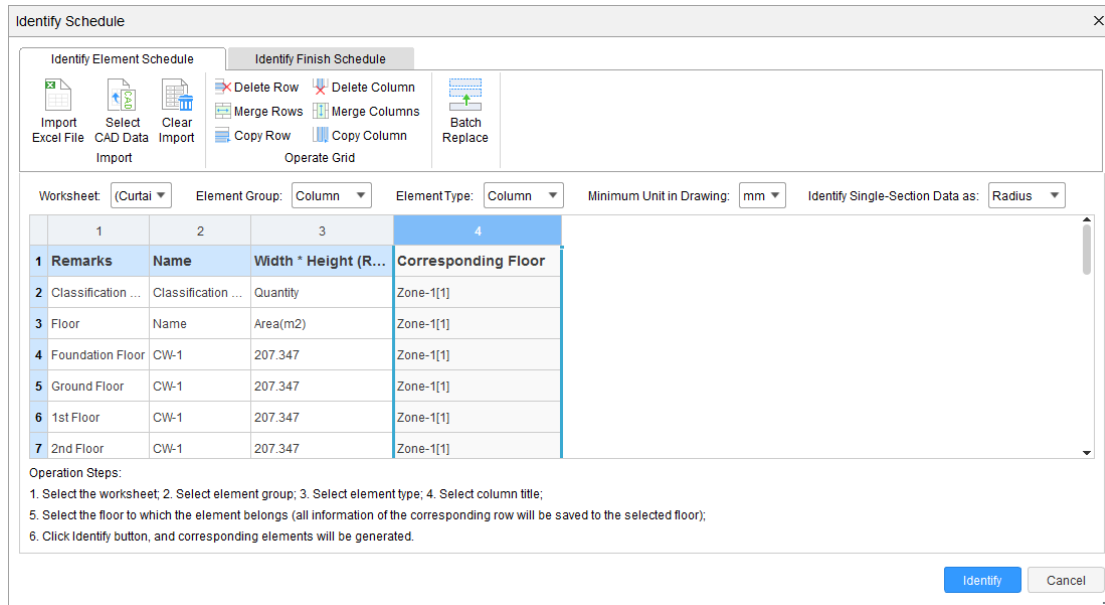 Identify Schedule
Identify Element Schedule Identify Finish Schedule
Import Excel File
Select CAD Data
Clear Import
Import
Delete Row Delete Column
Merge Rows Merge Columns
Copy Row Copy Column
Operate Grid
Batch Replace
Worksheet: (Curtai Element Group: Column Element Type: Column Minimum Unit in Drawing: mm Identify Single-Section Data as: Radius
1 2 3 4
1 Remarks Name Width * Height (R... Corresponding Floor
2 Classification ... Classification ... Quantity Zone-1[1]
3 Floor Name Area(m2) Zone-1[1]
4 Foundation Floor CW-1 207.347 Zone-1[1]
5 Ground Floor CW-1 207.347 Zone-1[1]
6 1st Floor CW-1 207.347 Zone-1[1]
7 2nd Floor CW-1 207.347 Zone-1[1]
Operation Steps:
1. Select the worksheet; 2. Select element group; 3. Select element type; 4. Select column title;
5. Select the floor to which the element belongs (all information of the corresponding row will be saved to the selected floor);
6. Click Identify button, and corresponding elements will be generated.
Identify Cancel